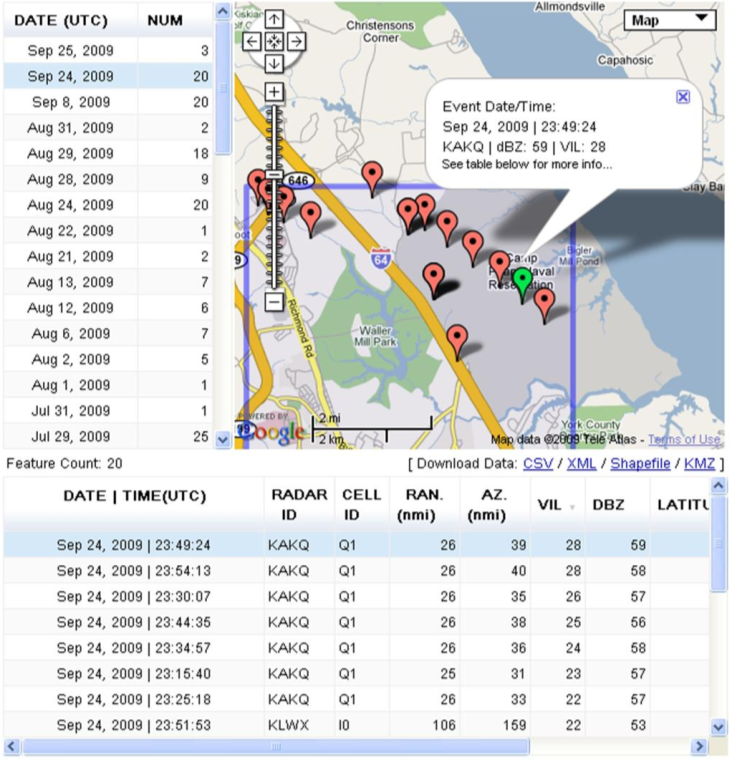 DATE (UTC) NUM
Sep 25, 2009 3
Sep 24, 2009 20
Sep 8, 2009 20
Aug 31, 2009 2
Aug 29, 2009 18
Aug 28, 2009 9
Aug 24, 2009 20
Aug 22, 2009 1
Aug 21, 2009 2
Aug 13, 2009 7
Aug 12, 2009 6
Aug 6, 2009 7
Aug 2, 2009 5
Aug 1, 2009 1
Jul 31, 2009 1
Jul 29, 2009 25
Allmondsville
Map
Christensons
Corner
Capahosic
Event Date/Time:
Sep 24, 2009 | 23:49:24
KAKQ | dBZ: 59 | VIL: 28
See table below for more info...
646
64
Bigler
Mill Pond
Richmond Rd
Waller
Mill Park
2 mi
2 km
POWERED BY
Google
York County
Map data ©2009 Tele Atlas - Terms of Use
Feature Count: 20
[ Download Data: CSV / XML / Shapefile / KMZ ]
DATE | TIME(UTC) RADAR ID CELL ID RAN. (nmi) AZ. (nmi) VIL DBZ LATITU
Sep 24, 2009 | 23:49:24 KAKQ Q1 26 39 28 59
Sep 24, 2009 | 23:54:13 KAKQ Q1 26 40 28 58
Sep 24, 2009 | 23:30:07 KAKQ Q1 26 35 26 57
Sep 24, 2009 | 23:44:35 KAKQ Q1 26 38 25 56
Sep 24, 2009 | 23:34:57 KAKQ Q1 26 36 24 58
Sep 24, 2009 | 23:15:40 KAKQ Q1 25 31 23 57
Sep 24, 2009 | 23:25:18 KAKQ Q1 26 33 22 57
Sep 24, 2009 | 23:51:53 KLWX I0 106 159 22 53